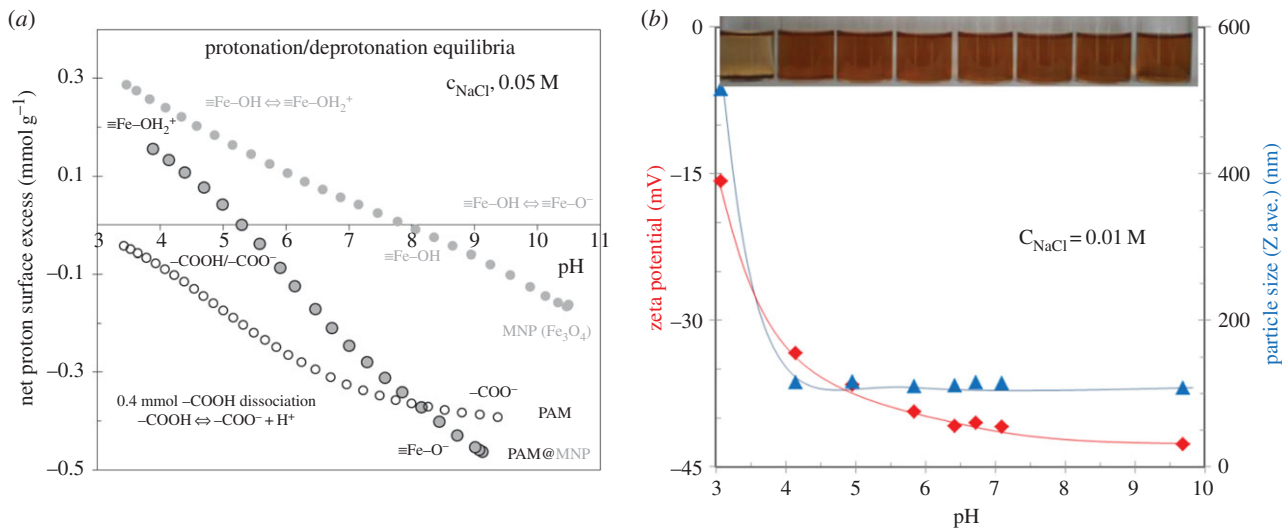 (a)
protonation/deprotonation equilibria
c_NaCl, 0.05 M
0.3
0.1
−0.1
−0.3
−0.5
net proton surface excess (mmol g⁻¹)
≡Fe–OH ⇔ ≡Fe–OH₂⁺
≡Fe–OH₂⁺
≡Fe–OH ⇔ ≡Fe–O⁻
3 4 5 6 7 8 9 10 11
≡Fe–OH
pH
–COOH/–COO⁻
MNP (Fe₃O₄)
–COO⁻
PAM
0.4 mmol –COOH dissociation
–COOH ⇔ –COO⁻ + H⁺
≡Fe–O⁻
PAM@MNP
(b)
0
−15
−30
−45
zeta potential (mV)
C_NaCl = 0.01 M
600
400
200
0
particle size (Z ave.) (nm)
3 4 5 6 7 8 9 10
pH